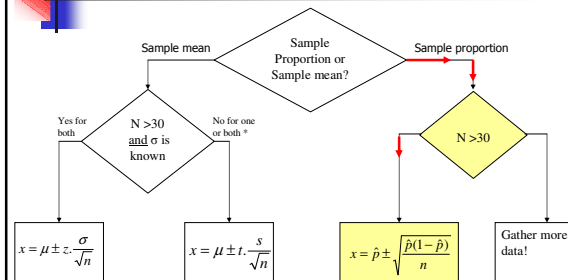 Sample
Proportion or
Sample mean?
Sample mean
Sample proportion
N >30
and σ is
known
Yes for
both
No for one
or both *
N >30
x = μ ± z. σ/√n
x = μ ± t. s/√n
x = p̂ ± √(p̂(1 − p̂)/n)
Gather more
data!